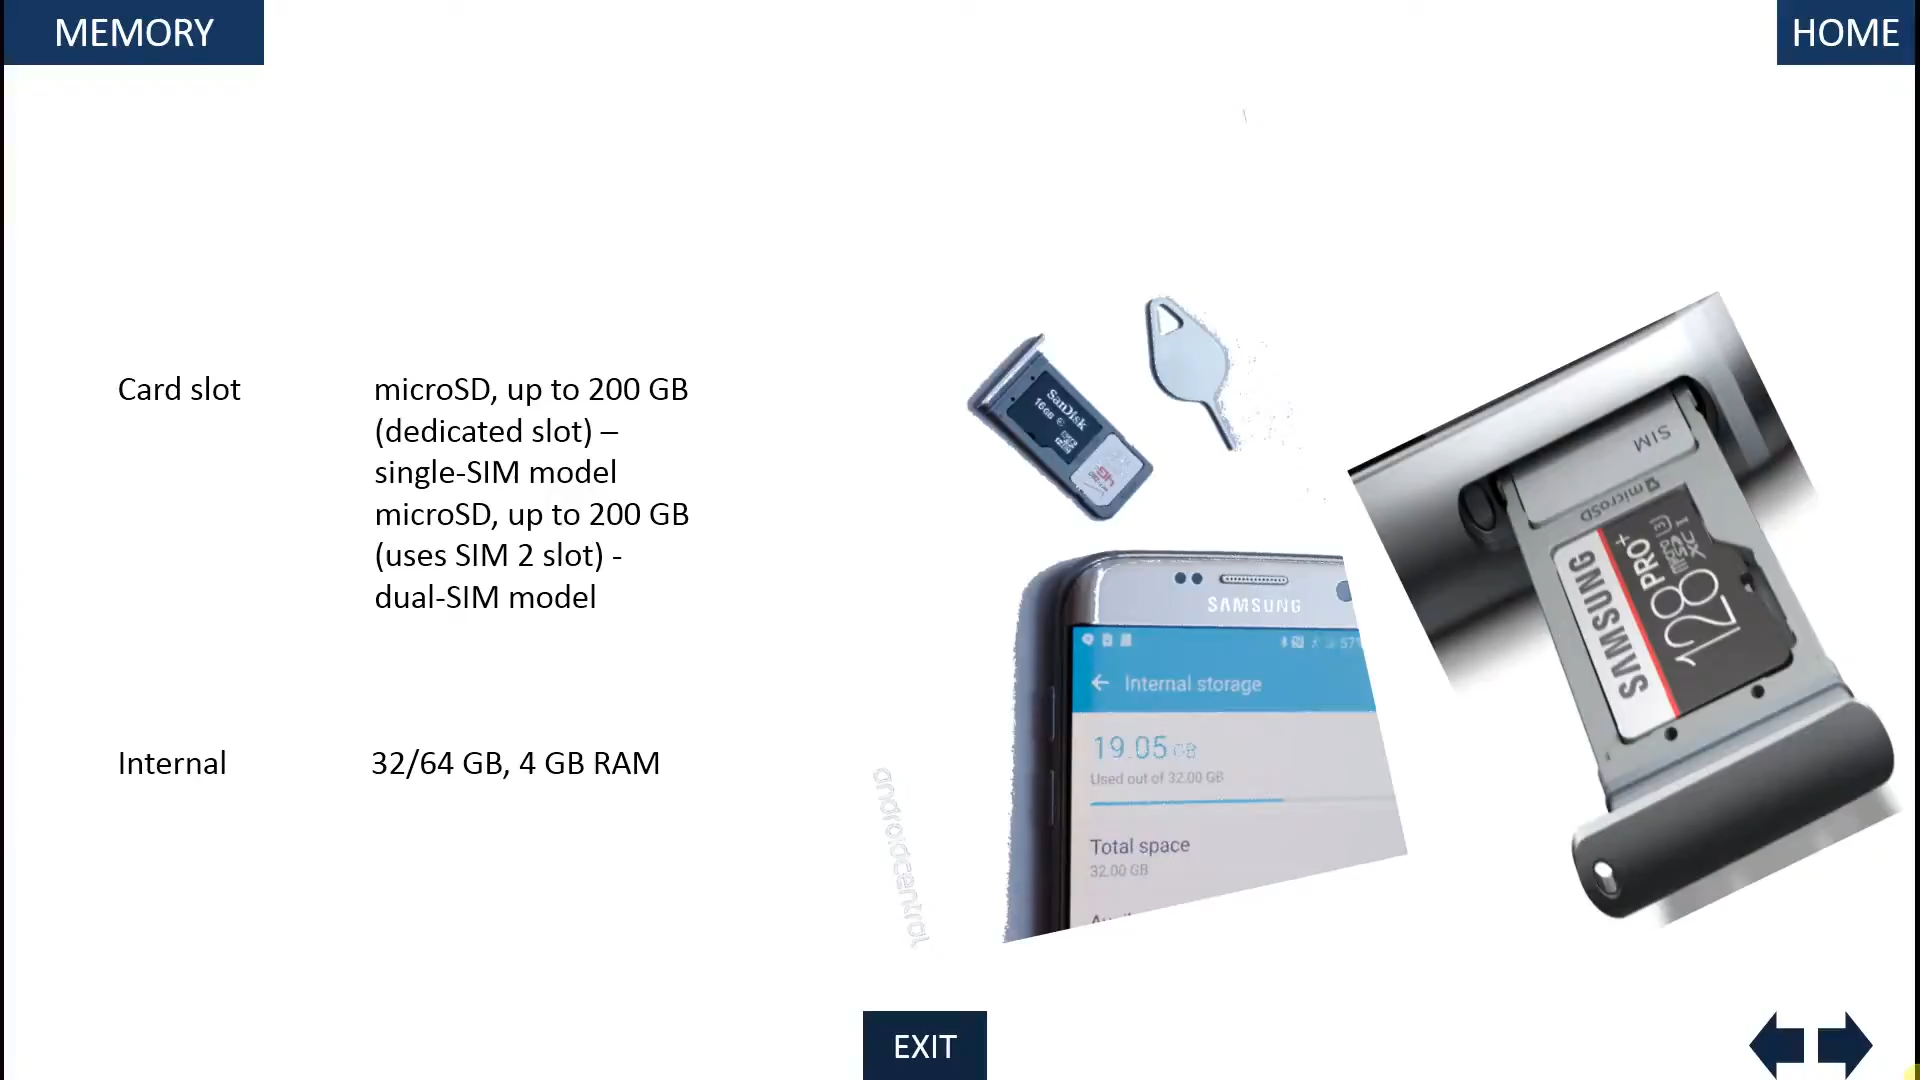 MEMORY
HOME
Card slot
microSD, up to 200 GB
(dedicated slot) –
single-SIM model
microSD, up to 200 GB
(uses SIM 2 slot) -
dual-SIM model
Internal
32/64 GB, 4 GB RAM
SanDisk
16GB
4G
SAMSUNG
57%
Internal storage
19.05 GB
Used out of 32.00 GB
Total space
32.00 GB
androidcentral
SIM
microSD
SAMSUNG
128
PRO+
EXIT